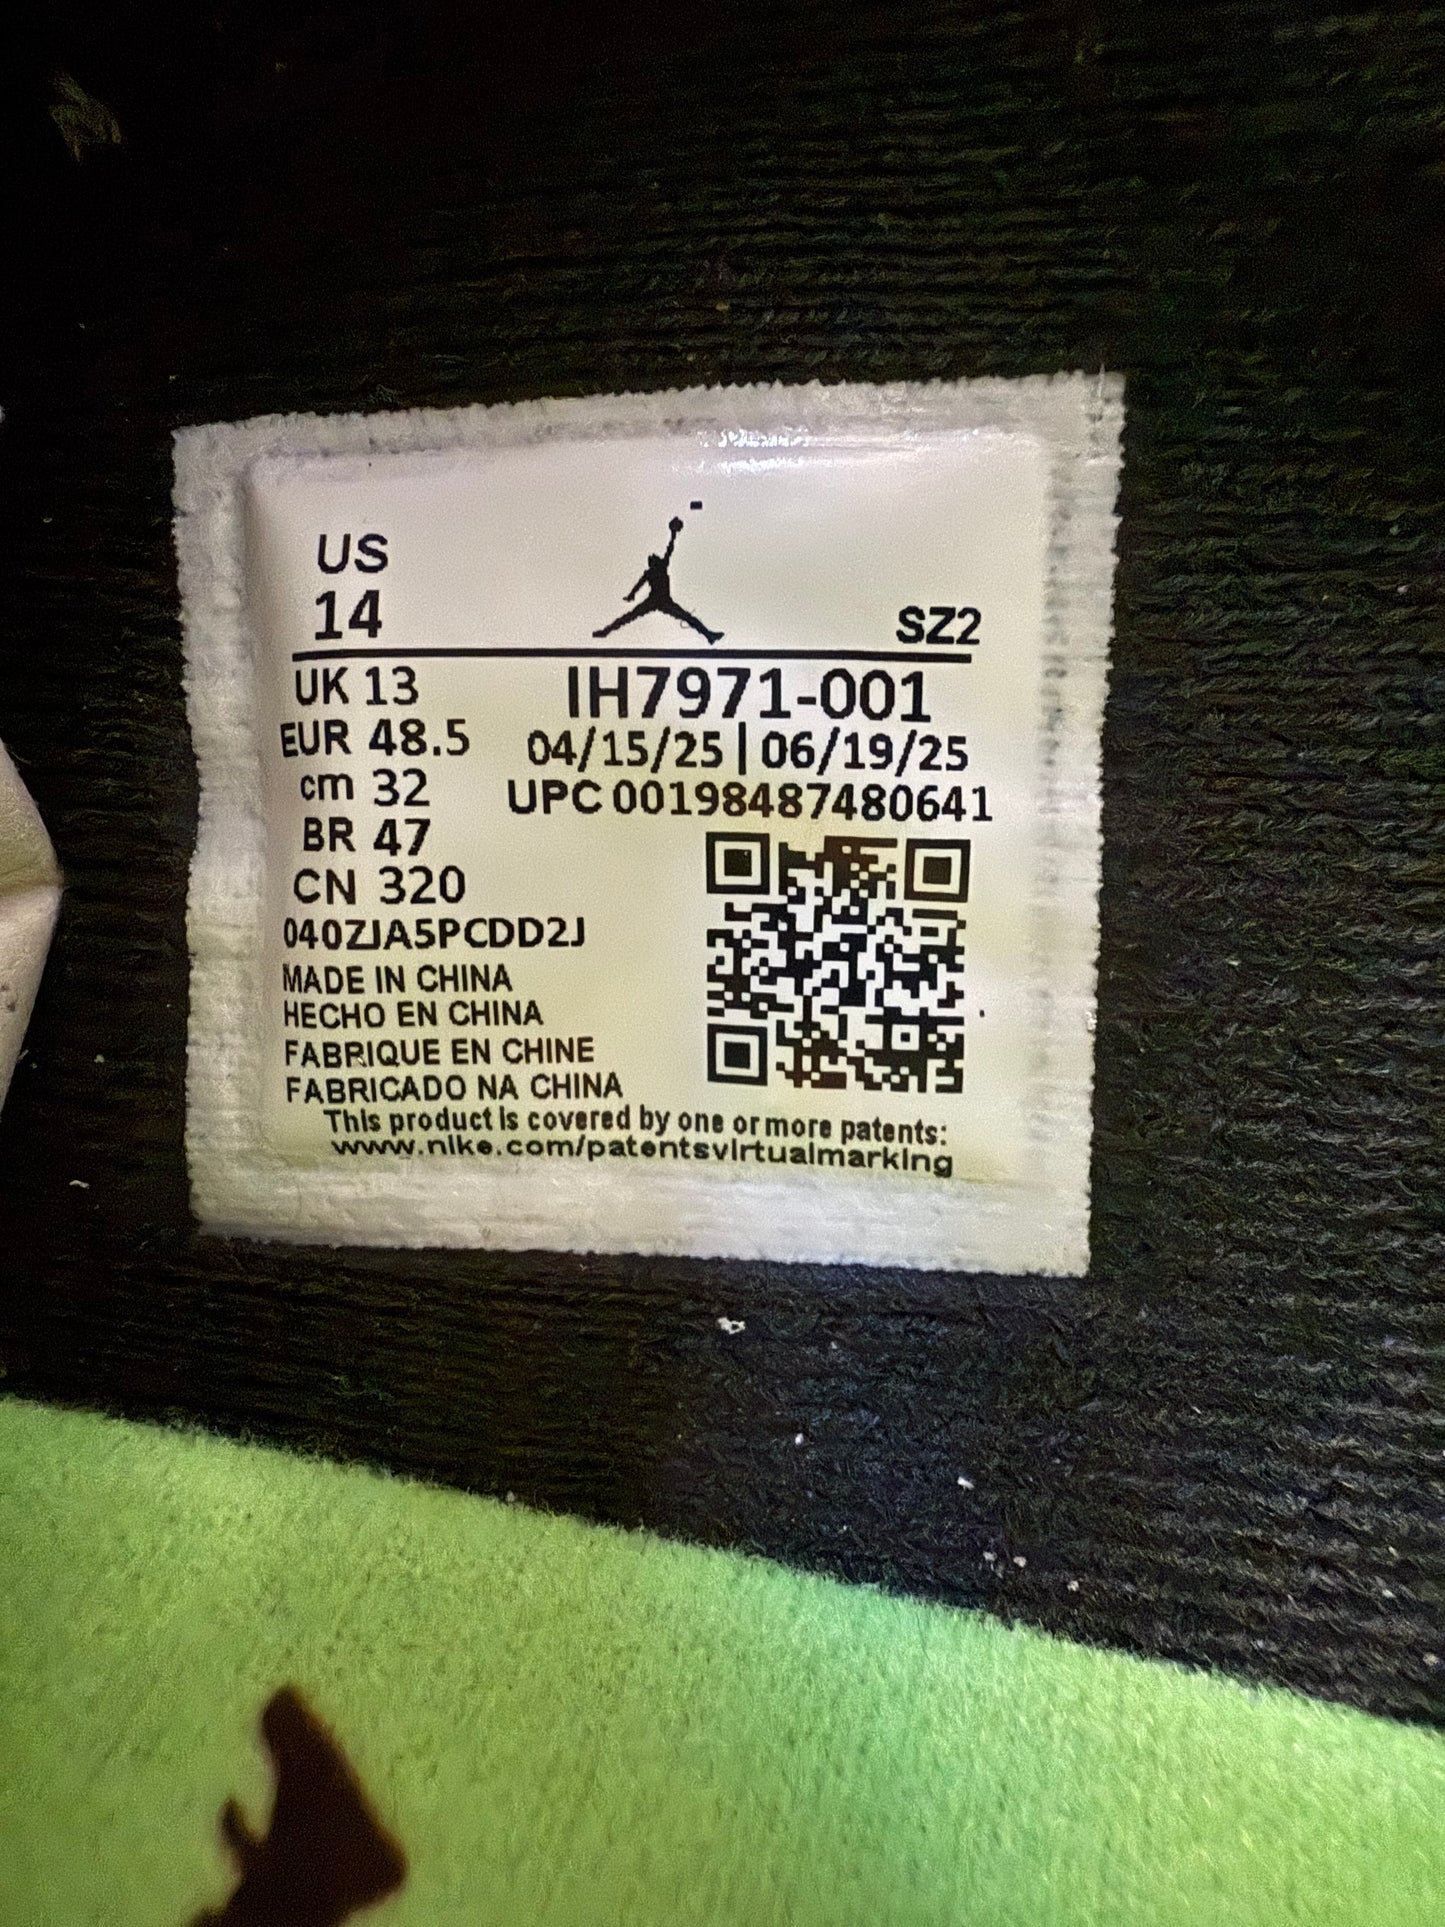 US
14
SZ2
UK 13
IH7971-001
EUR 48.5
04/15/25 | 06/19/25
cm 32
UPC 00198487480641
BR 47
CN 320
040ZJA5PCDD2J
MADE IN CHINA
HECHO EN CHINA
FABRIQUE EN CHINE
FABRICADO NA CHINA
This product is covered by one or more patents:
www.nike.com/patentsvirtualmarking